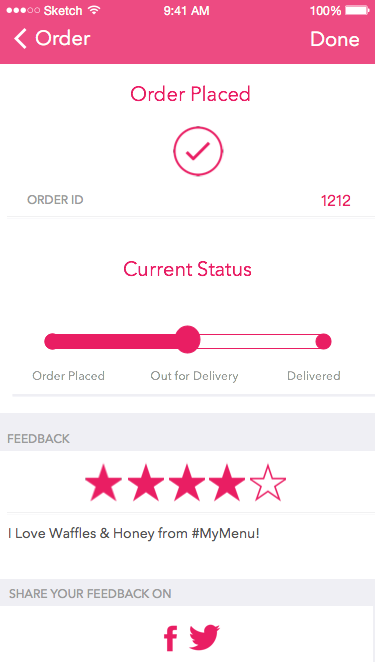 Sketch 9:41 AM 100%
Order Done
Order Placed
ORDER ID 1212
Current Status
Order Placed Out for Delivery Delivered
FEEDBACK
I Love Waffles & Honey from #MyMenu!
SHARE YOUR FEEDBACK ON